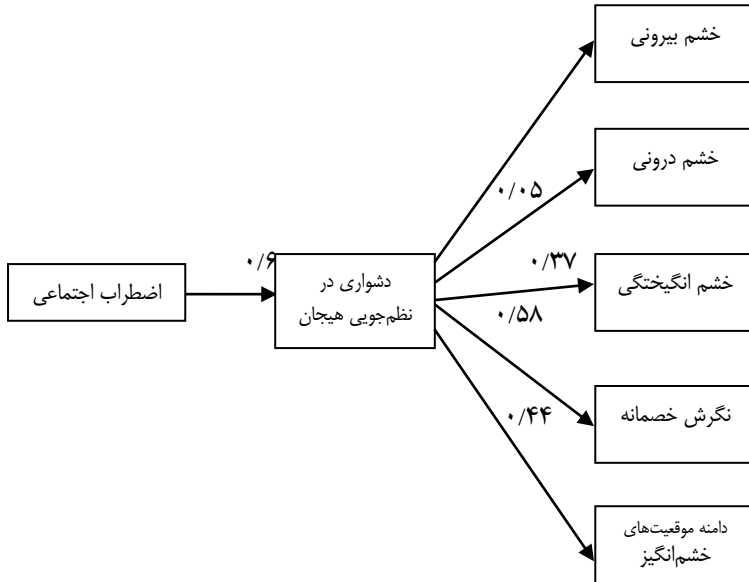 خشم بیرونی
خشم درونی
۰/۰۵
۰/۳۷
خشم انگیختگی
۰/۶
دشواری در
نظم‌جویی هیجان
اضطراب اجتماعی
۰/۵۸
نگرش خصمانه
۰/۴۴
دامنه موقعیت‌های
خشم‌انگیز